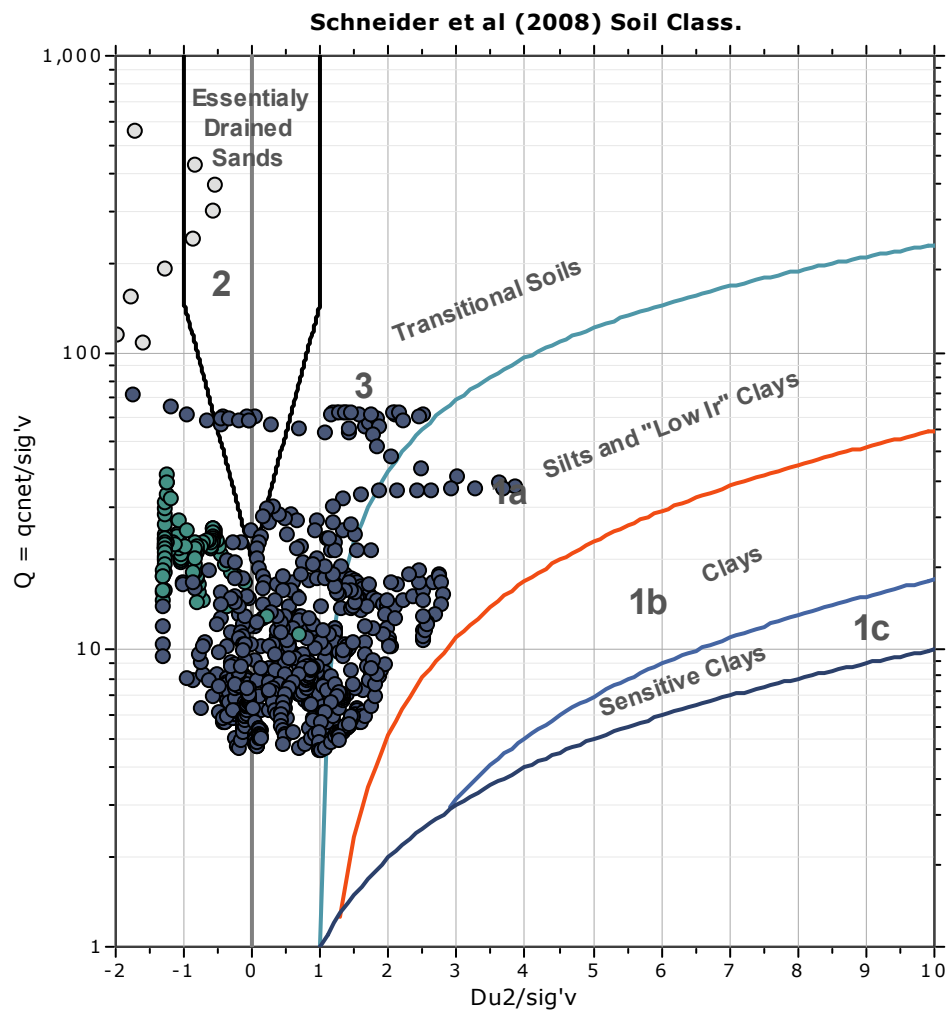 Schneider et al (2008) Soil Class.
1,000
Essentialy
Drained
Sands
2
Transitional Soils
100
3
Silts and "Low Ir" Clays
1a
Q = qcnet/sig'v
Clays
1b
1c
10
Sensitive Clays
1
-2 -1 0 1 2 3 4 5 6 7 8 9 10
Du2/sig'v